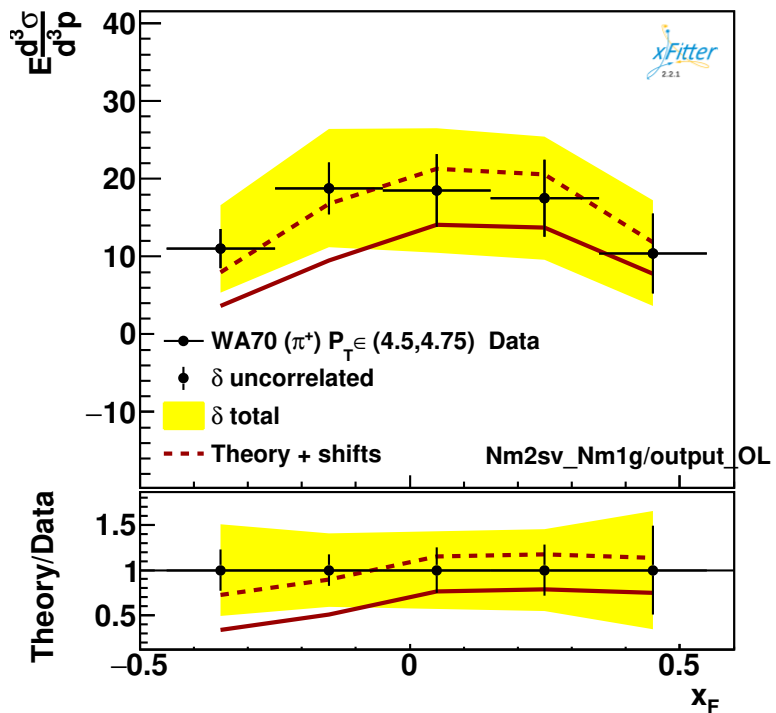 E d³σ/d³p
40
30
20
10
0
−10
xFitter
2.2.1
WA70 (π⁺) P_T∈ (4.5,4.75) Data
δ uncorrelated
δ total
Theory + shifts
Nm2sv_Nm1g/output_OL
Theory/Data
1.5
1
0.5
−0.5 0 0.5
x_F